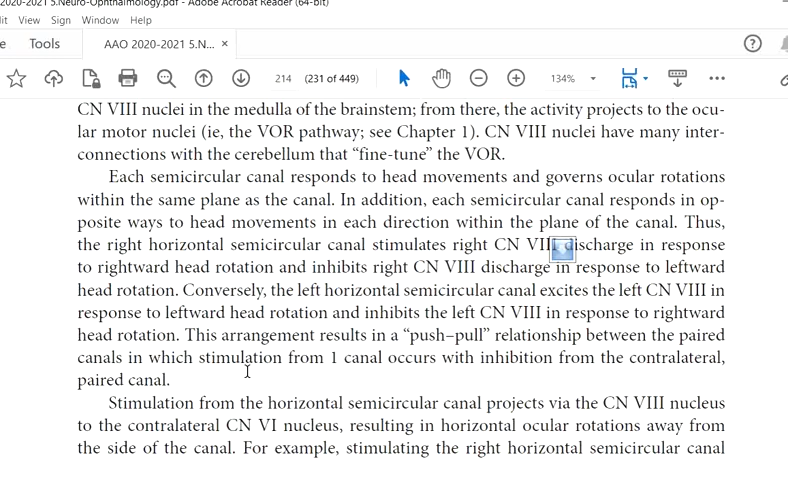 2020-2021 5.Neuro-Ophthalmology.pdf - Adobe Acrobat Reader (64-bit)
View Sign Window Help
Tools AAO 2020-2021 5.N... ×
214 (231 of 449) 134%
CN VIII nuclei in the medulla of the brainstem; from there, the activity projects to the ocu-
lar motor nuclei (ie, the VOR pathway; see Chapter 1). CN VIII nuclei have many inter-
connections with the cerebellum that “fine-tune” the VOR.
Each semicircular canal responds to head movements and governs ocular rotations
within the same plane as the canal. In addition, each semicircular canal responds in op-
posite ways to head movements in each direction within the plane of the canal. Thus,
the right horizontal semicircular canal stimulates right CN VIII discharge in response
to rightward head rotation and inhibits right CN VIII discharge in response to leftward
head rotation. Conversely, the left horizontal semicircular canal excites the left CN VIII in
response to leftward head rotation and inhibits the left CN VIII in response to rightward
head rotation. This arrangement results in a “push–pull” relationship between the paired
canals in which stimulation from 1 canal occurs with inhibition from the contralateral,
paired canal.
Stimulation from the horizontal semicircular canal projects via the CN VIII nucleus
to the contralateral CN VI nucleus, resulting in horizontal ocular rotations away from
the side of the canal. For example, stimulating the right horizontal semicircular canal